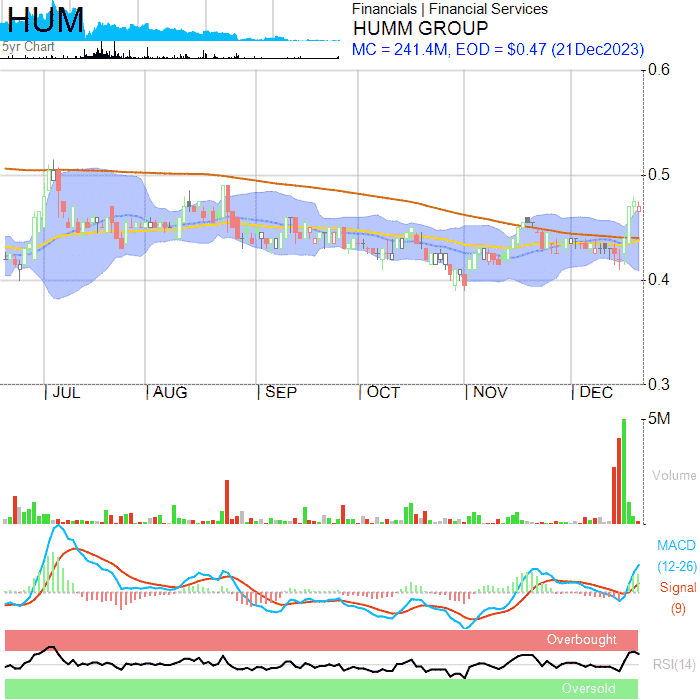 HUM
5yr Chart
Financials | Financial Services
HUMM GROUP
MC = 241.4M, EOD = $0.47 (21Dec2023)
0.6
0.5
0.4
0.3
| JUL | AUG | SEP | OCT | NOV | DEC
5M
Volume
MACD
(12-26)
Signal
(9)
Overbought
RSI(14)
Oversold